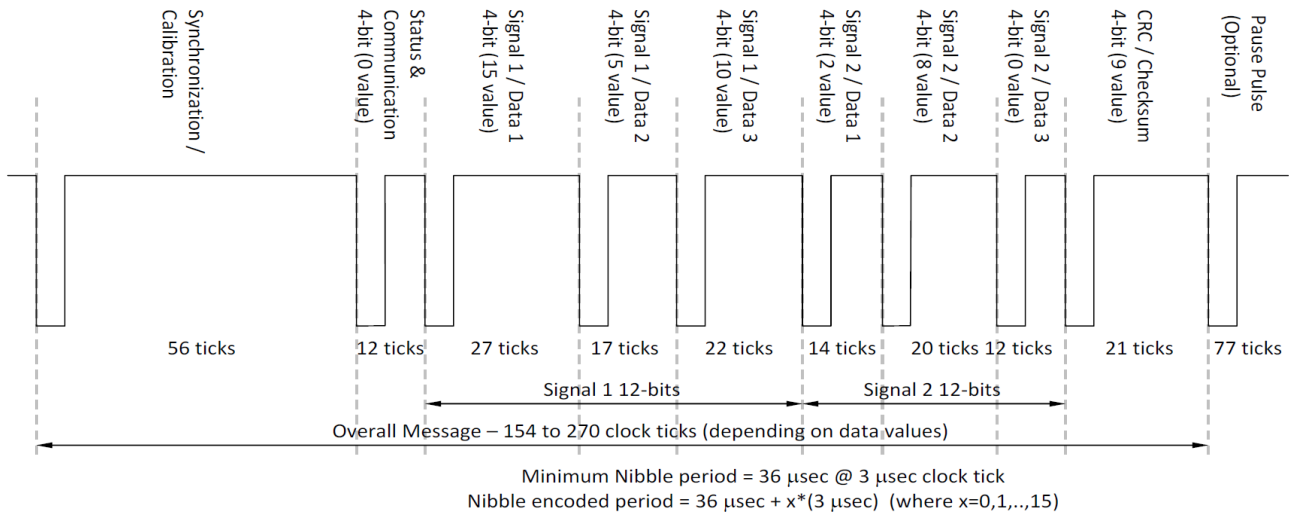 Synchronization /
Calibration
Status &
Communication
4-bit (0 value)
Signal 1 / Data 1
4-bit (15 value)
Signal 1 / Data 2
4-bit (5 value)
Signal 1 / Data 3
4-bit (10 value)
Signal 2 / Data 1
4-bit (2 value)
Signal 2 / Data 2
4-bit (8 value)
Signal 2 / Data 3
4-bit (0 value)
CRC / Checksum
4-bit (9 value)
Pause Pulse
(Optional)
56 ticks
12 ticks
27 ticks
17 ticks
22 ticks
14 ticks
20 ticks
12 ticks
21 ticks
77 ticks
Signal 1 12-bits
Signal 2 12-bits
Overall Message – 154 to 270 clock ticks (depending on data values)
Minimum Nibble period = 36 μsec @ 3 μsec clock tick
Nibble encoded period = 36 μsec + x*(3 μsec) (where x=0,1,..,15)